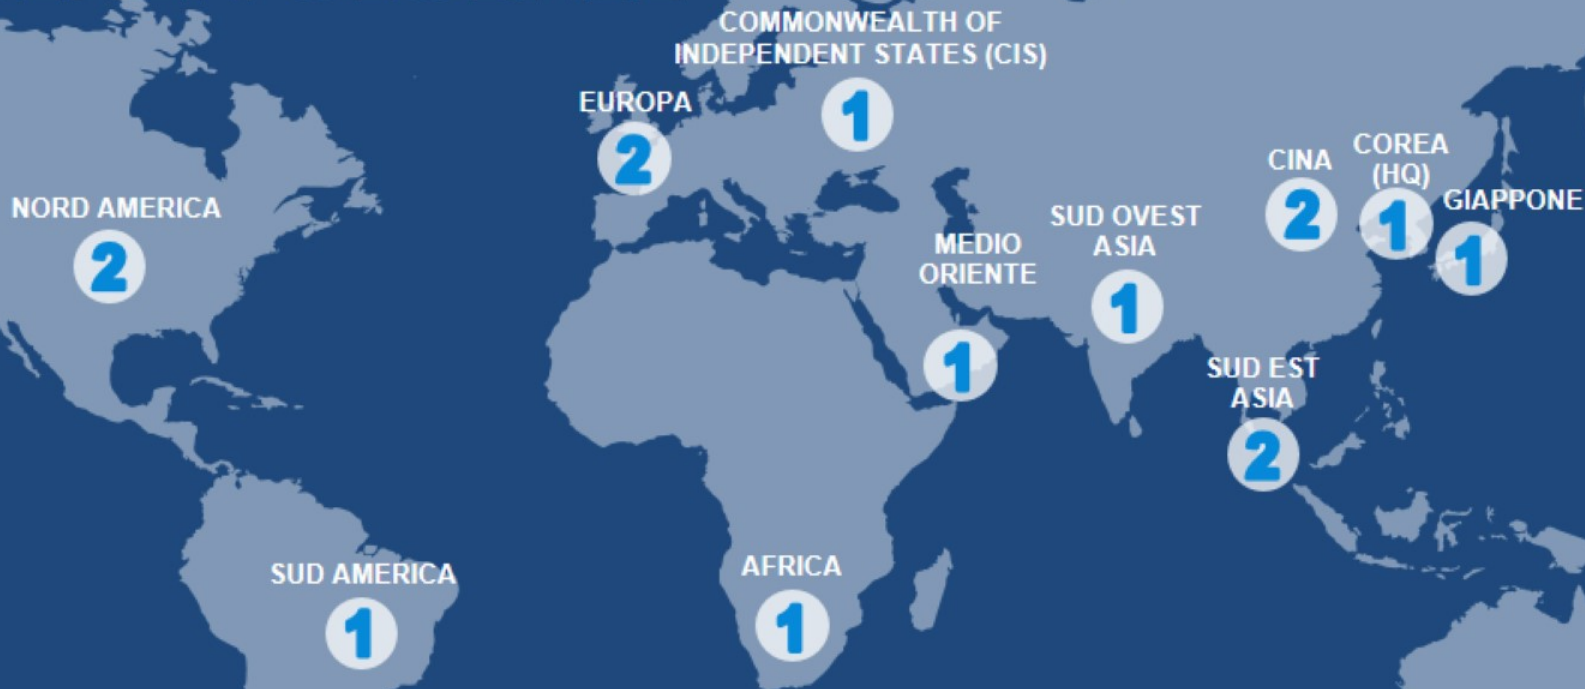 COMMONWEALTH OF
INDEPENDENT STATES (CIS)
1
EUROPA
2
NORD AMERICA
2
CINA
2
COREA
(HQ)
1
GIAPPONE
1
SUD OVEST
ASIA
1
MEDIO
ORIENTE
1
SUD EST
ASIA
2
SUD AMERICA
1
AFRICA
1